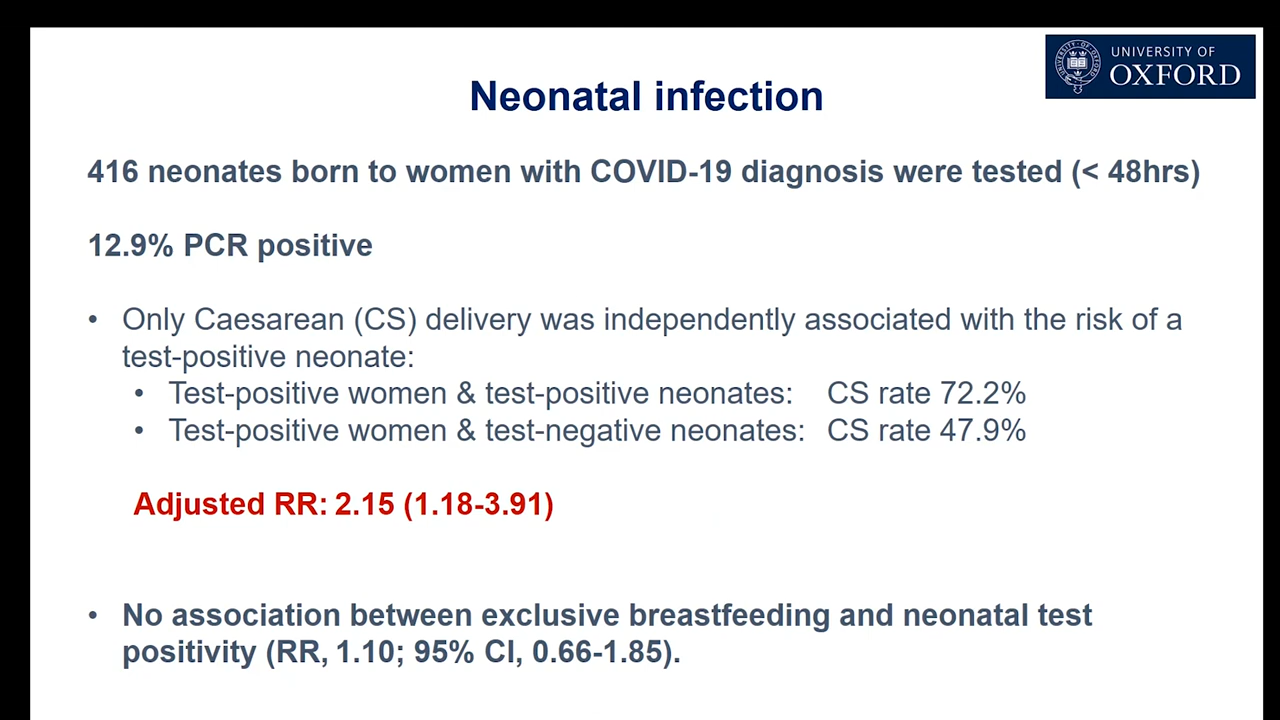 UNIVERSITY OF
OXFORD
Neonatal infection
416 neonates born to women with COVID-19 diagnosis were tested (< 48hrs)
12.9% PCR positive
• Only Caesarean (CS) delivery was independently associated with the risk of a
test-positive neonate:
• Test-positive women & test-positive neonates: CS rate 72.2%
• Test-positive women & test-negative neonates: CS rate 47.9%
Adjusted RR: 2.15 (1.18-3.91)
• No association between exclusive breastfeeding and neonatal test
positivity (RR, 1.10; 95% CI, 0.66-1.85).